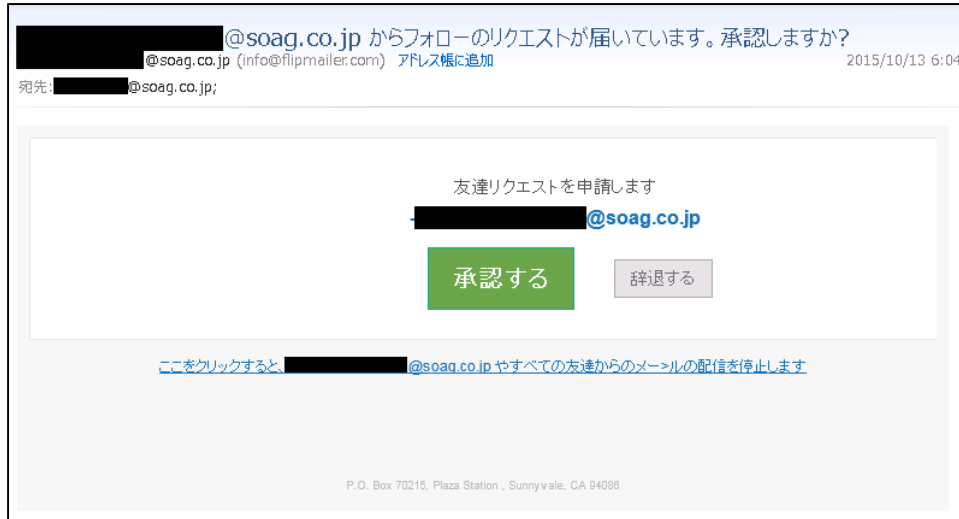 @soag.co.jp からフォローのリクエストが届いています。承認しますか?
@soag.co.jp (info@flipmailer.com) アドレス帳に追加 2015/10/13 6:04
宛先: @soag.co.jp;
友達リクエストを申請します
@soag.co.jp
承認する 辞退する
ここをクリックすると、 @soag.co.jp やすべての友達からのメー>ルの配信を停止します
P.O. Box 70215, Plaza Station , Sunnyvale, CA 94086